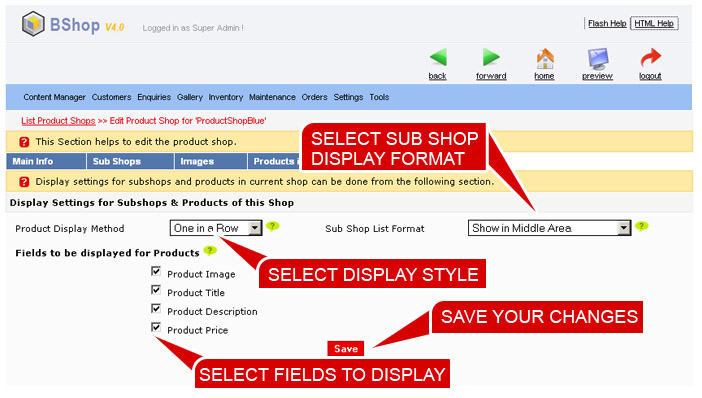 BShop V4.0
Logged in as Super Admin !
Flash Help
HTML Help
back forward home preview logout
Content Manager Customers Enquiries Gallery Inventory Maintenance Orders Settings Tools
List Product Shops >> Edit Product Shop for 'ProductShopBlue'
? This Section helps to edit the product shop.
SELECT SUB SHOP
DISPLAY FORMAT
Main Info Sub Shops Images Products
? Display settings for subshops and products in current shop can be done from the following section.
Display Settings for Subshops & Products of this Shop
Product Display Method One in a Row ? Sub Shop List Format Show in Middle Area ?
Fields to be displayed for Products ?
SELECT DISPLAY STYLE
Product Image
Product Title
Product Description
Product Price
SAVE YOUR CHANGES
Save
SELECT FIELDS TO DISPLAY